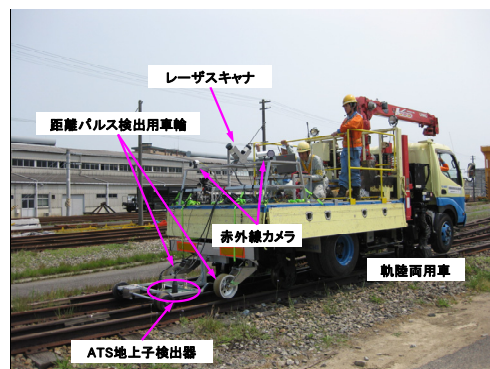 レーザスキャナ
距離パルス検出用車輪
赤外線カメラ
軌陸両用車
ATS地上子検出器